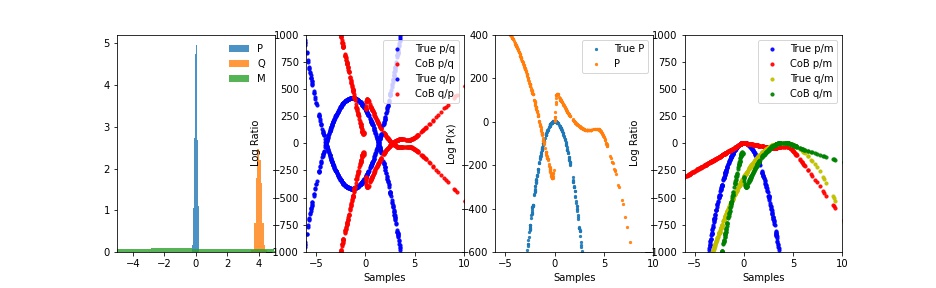 P
Q
M
5
4
3
2
1
0
−4
−2
0
2
4
Log Ratio
1000
750
500
250
0
−250
−500
−750
1000
True p/q
CoB p/q
True q/p
CoB q/p
−5
0
5
10
Samples
Log P(x)
400
200
0
−200
−400
−600
True P
P
−5
0
5
10
Samples
Log Ratio
1000
750
500
250
0
−250
−500
−750
1000
True p/m
CoB p/m
True q/m
CoB q/m
−5
0
5
10
Samples